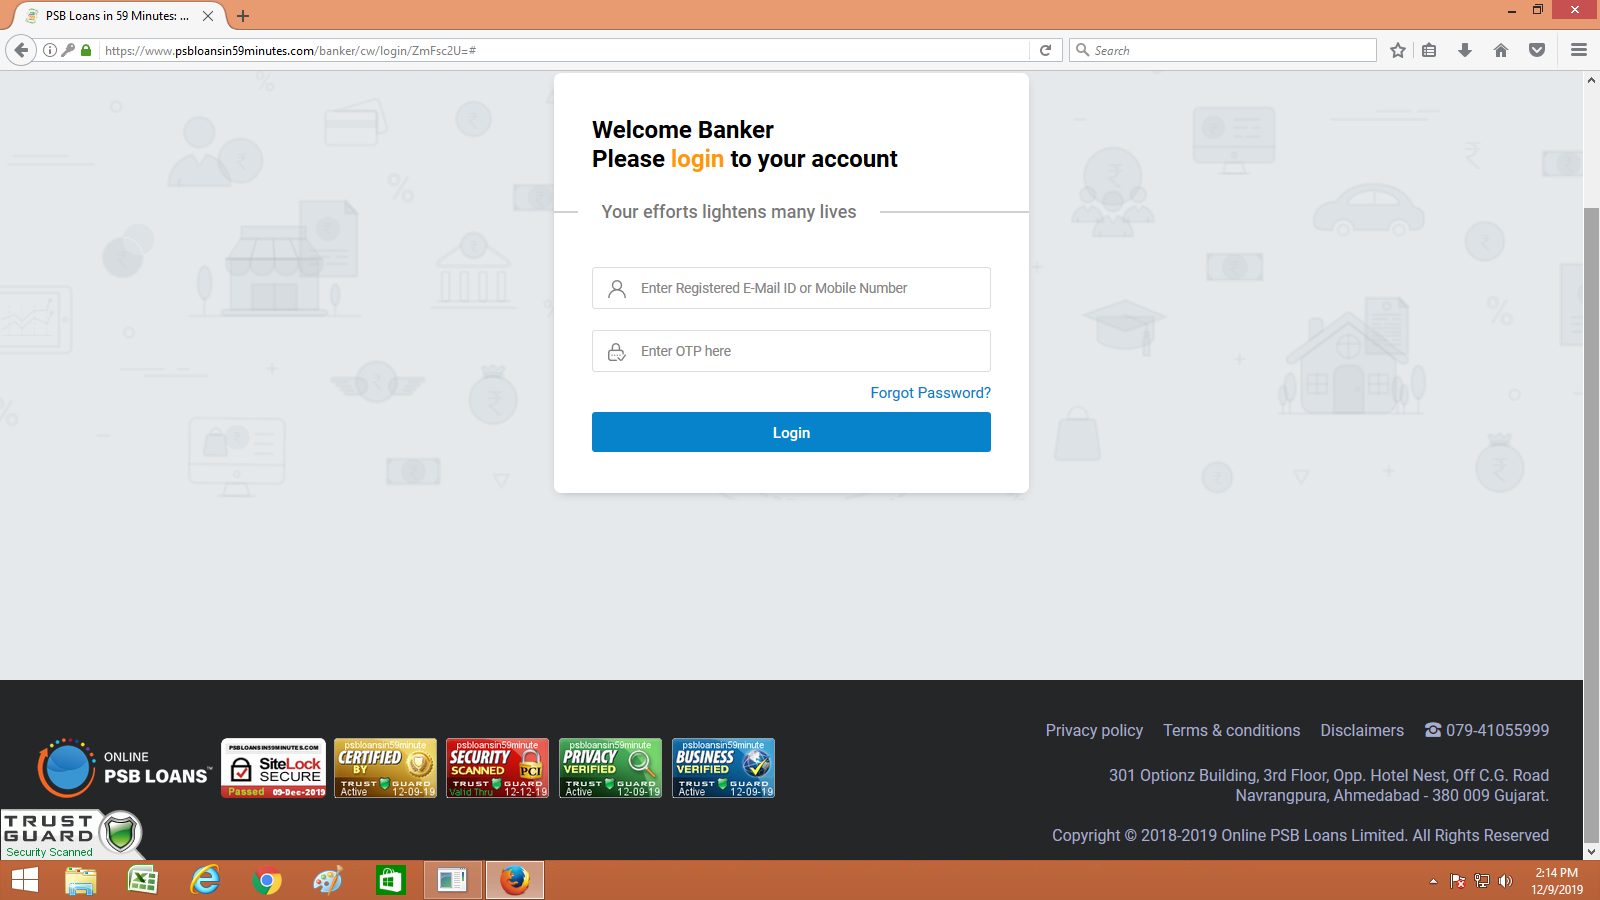 PSB Loans in 59 Minutes: ...
https://www.psbloansin59minutes.com/banker/cw/login/ZmFsc2U=#
Search
Welcome Banker
Please login to your account
Your efforts lightens many lives
Enter Registered E-Mail ID or Mobile Number
Enter OTP here
Forgot Password?
Login
Privacy policy Terms & conditions Disclaimers 079-41055999
301 Optionz Building, 3rd Floor, Opp. Hotel Nest, Off C.G. Road
Navrangpura, Ahmedabad - 380 009 Gujarat.
Copyright © 2018-2019 Online PSB Loans Limited. All Rights Reserved
ONLINE
PSB LOANS™
PSBLOANSIN59MINUTES.COM
SiteLock
SECURE
Passed 09-Dec-2019
psbloansin59minute
CERTIFIED
BY
TRUST GUARD
Active 12-09-19
psbloansin59minute
SECURITY
SCANNED PCI
TRUST GUARD
Valid Thru 12-12-19
psbloansin59minute
PRIVACY
VERIFIED
TRUST GUARD
Active 12-09-19
psbloansin59minute
BUSINESS
VERIFIED
TRUST GUARD
Active 12-09-19
TRUST
GUARD
Security Scanned
2:14 PM
12/9/2019